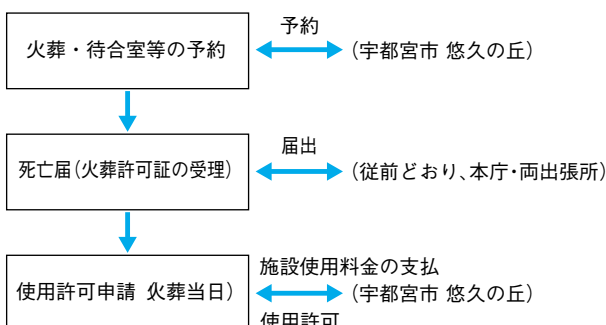 予約
火葬・待合室等の予約
(宇都宮市 悠久の丘)
届出
死亡届(火葬許可証の受理)
(従前どおり、本庁・両出張所)
施設使用料金の支払
使用許可申請(火葬当日)
(宇都宮市 悠久の丘)
使用許可